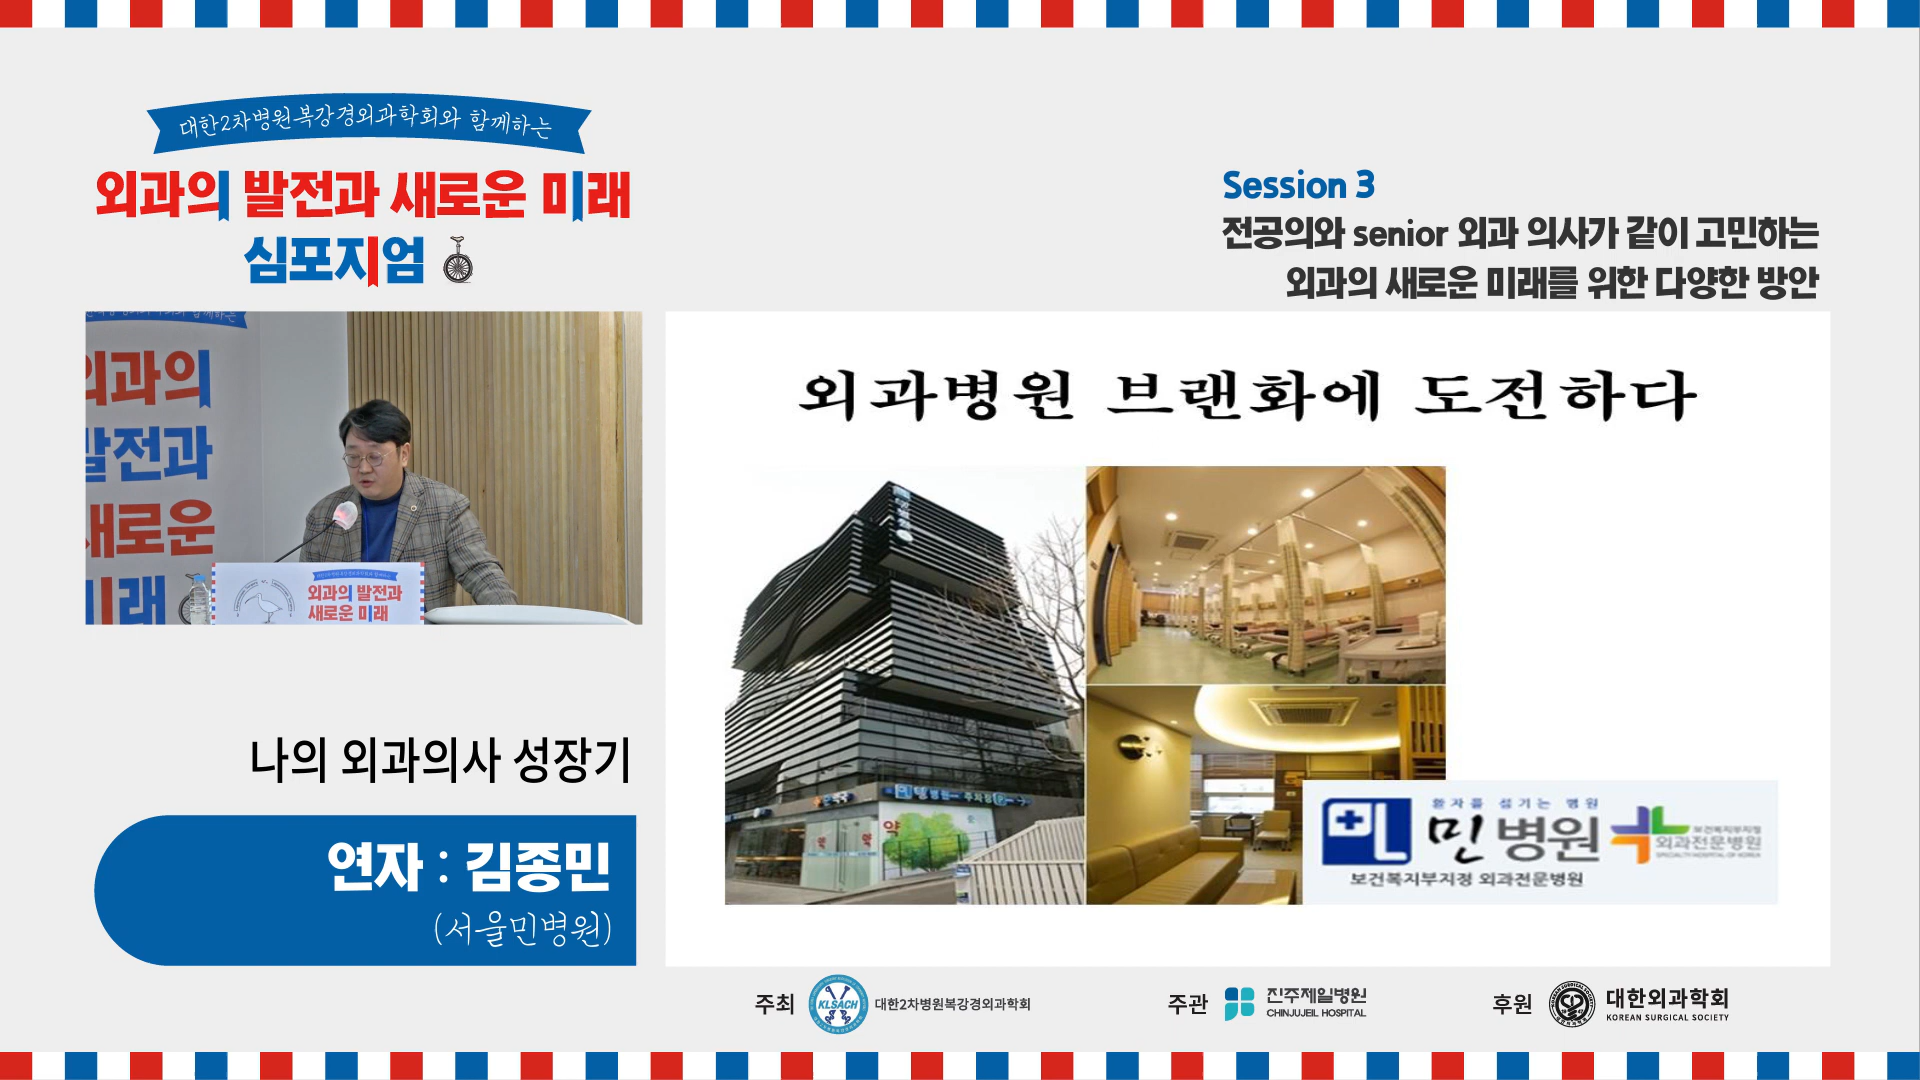 대한2차병원복강경외과학회와 함께하는
외과의 발전과 새로운 미래
심포지엄
Session 3
전공의와 senior 외과 의사가 같이 고민하는
외과의 새로운 미래를 위한 다양한 방안
외과의
발전과
새로운
미래
외과의 발전과
새로운 미래
외과병원 브랜화에 도전하다
민병원
주차장
약
환자를 섬기는 병원
민병원
보건복지부지정 외과전문병원
보건복지부지정
외과전문병원
SPECIALTY HOSPITAL OF KOREA
나의 외과의사 성장기
연자 : 김종민
(서울민병원)
주최
KLSACH
대한2차병원복강경외과학회
주관
진주제일병원
CHINJUJEIL HOSPITAL
후원
대한외과학회
KOREAN SURGICAL SOCIETY